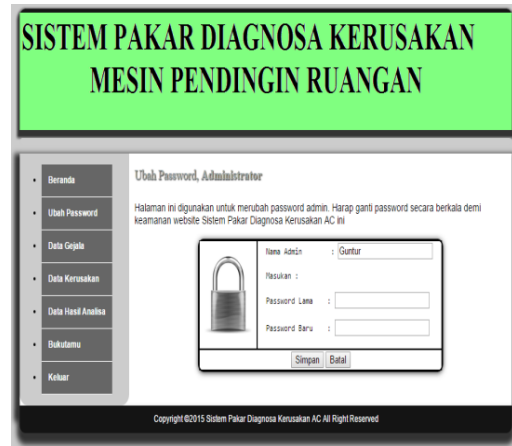 SISTEM PAKAR DIAGNOSA KERUSAKAN
MESIN PENDINGIN RUANGAN
Beranda
Ubah Password
Data Gejala
Data Kerusakan
Data Hasil Analisa
Bukutamu
Keluar
Ubah Password, Administrator
Halaman ini digunakan untuk merubah password admin. Harap ganti password secara berkala demi
keamanan website Sistem Pakar Diagnosa Kerusakan AC ini
Nama Admin : Guntur
Masukan :
Password Lama :
Password Baru :
Simpan Batal
Copyright©2015 Sistem Pakar Diagnosa Kerusakan AC All Right Reserved